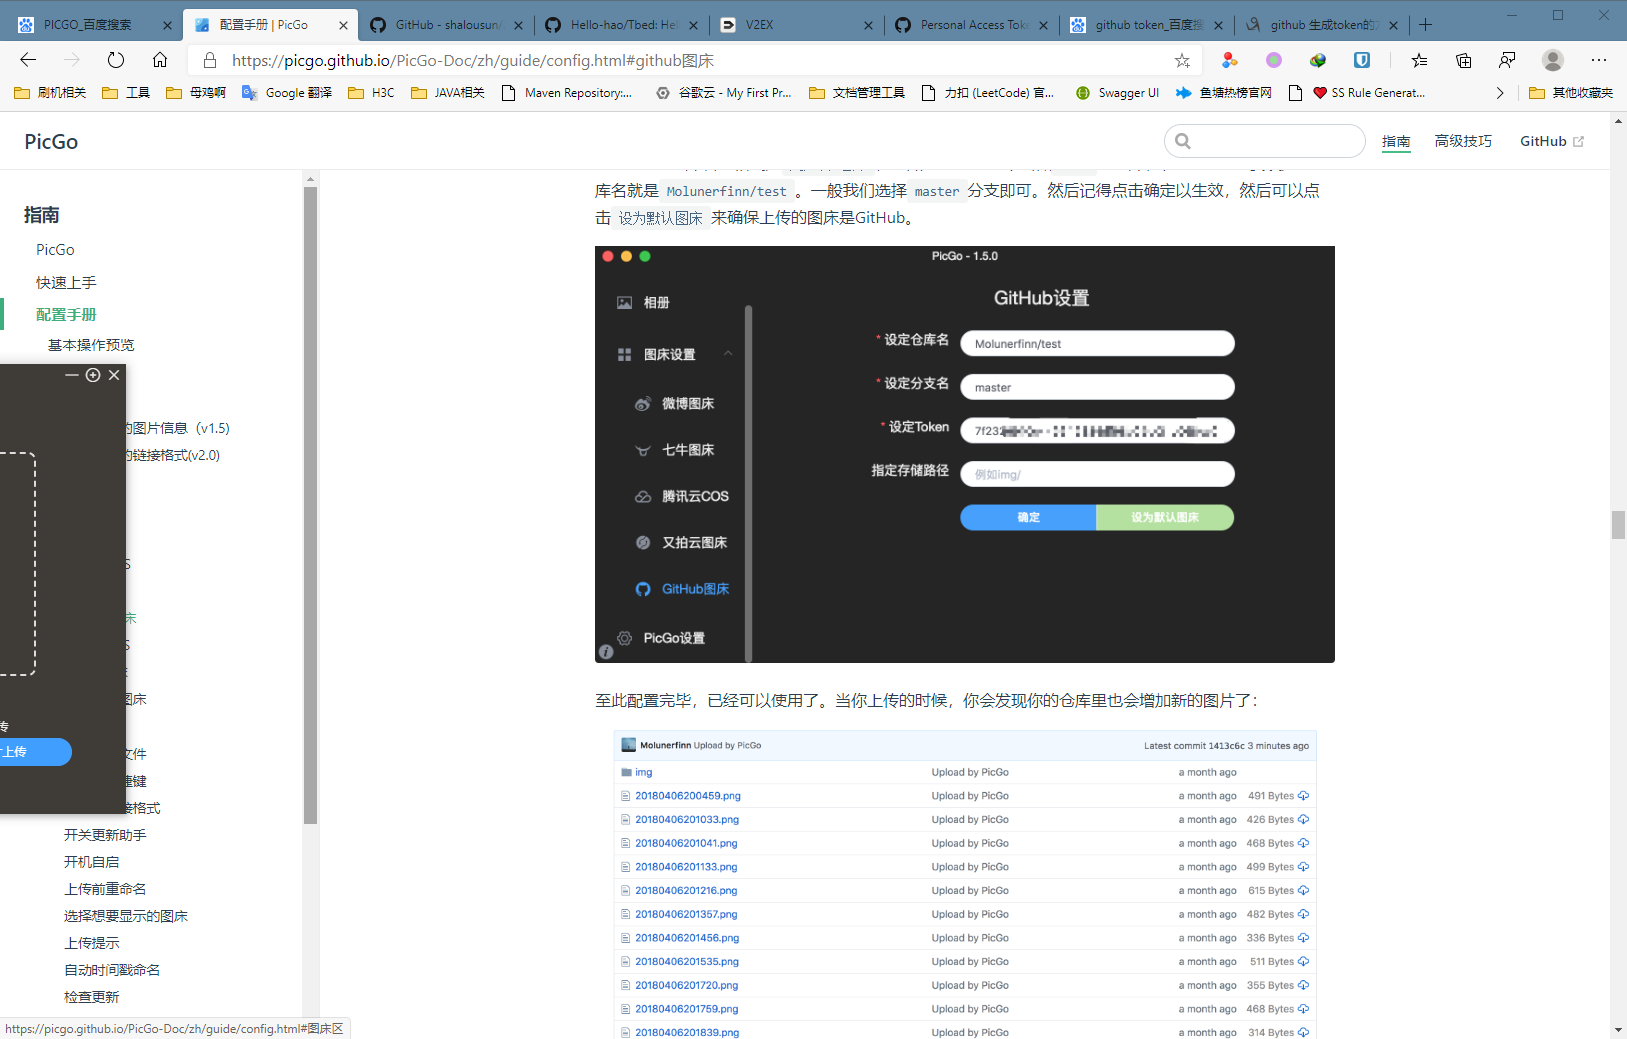 PICGO_百度搜索
配置手册 | PicGo
GitHub - shalousun/
Hello-hao/Tbed: He
V2EX
Personal Access Tok
github token_百度搜
github 生成token的
https://picgo.github.io/PicGo-Doc/zh/guide/config.html#github图床
刷机相关
工具
母鸡啊
Google 翻译
H3C
JAVA相关
Maven Repository:...
谷歌云 - My First Pr...
文档管理工具
力扣 (LeetCode) 官...
Swagger UI
鱼塘热榜官网
SS Rule Generat...
其他收藏夹
PicGo
指南
高级技巧
GitHub
指南
PicGo
快速上手
配置手册
基本操作预览
的图片信息（v1.5)
的链接格式(v2.0)
S
床
S
图床
文件
捷键
接格式
开关更新助手
开机自启
上传前重命名
选择想要显示的图床
上传提示
自动时间戳命名
检查更新
传
上传
https://picgo.github.io/PicGo-Doc/zh/guide/config.html#图床区
库名就是 Molunerfinn/test 。一般我们选择 master 分支即可。然后记得点击确定以生效，然后可以点
击 设为默认图床 来确保上传的图床是GitHub。
PicGo - 1.5.0
相册
图床设置
微博图床
七牛图床
腾讯云COS
又拍云图床
GitHub图床
PicGo设置
GitHub设置
* 设定仓库名
Molunerfinn/test
* 设定分支名
master
* 设定Token
7f232
指定存储路径
例如img/
确定
设为默认图床
至此配置完毕，已经可以使用了。当你上传的时候，你会发现你的仓库里也会增加新的图片了：
Molunerfinn Upload by PicGo
Latest commit 1413c6c 3 minutes ago
img Upload by PicGo a month ago
20180406200459.png Upload by PicGo a month ago 491 Bytes
20180406201033.png Upload by PicGo a month ago 426 Bytes
20180406201041.png Upload by PicGo a month ago 468 Bytes
20180406201133.png Upload by PicGo a month ago 499 Bytes
20180406201216.png Upload by PicGo a month ago 615 Bytes
20180406201357.png Upload by PicGo a month ago 482 Bytes
20180406201456.png Upload by PicGo a month ago 336 Bytes
20180406201535.png Upload by PicGo a month ago 511 Bytes
20180406201720.png Upload by PicGo a month ago 355 Bytes
20180406201759.png Upload by PicGo a month ago 468 Bytes
20180406201839.png Upload by PicGo a month ago 314 Bytes